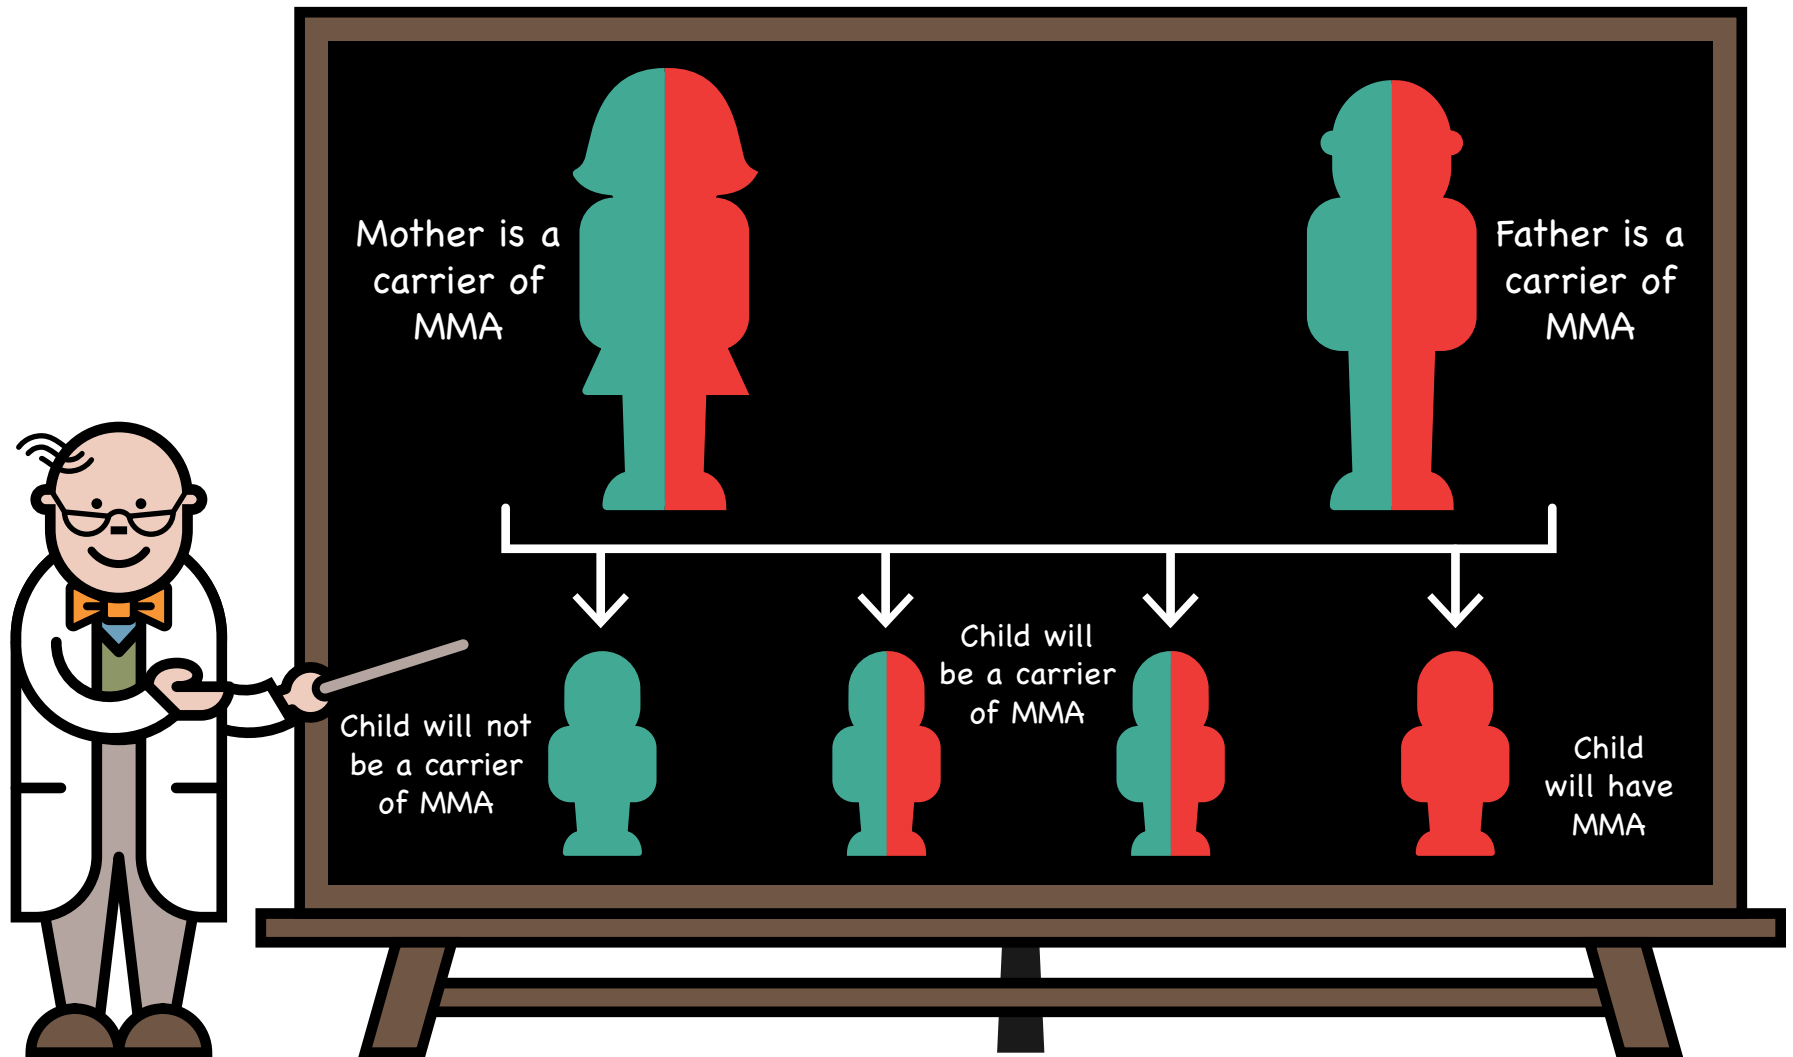 Mother is a
carrier of
MMA
Father is a
carrier of
MMA
Child will not
be a carrier
of MMA
Child will
be a carrier
of MMA
Child
will have
MMA